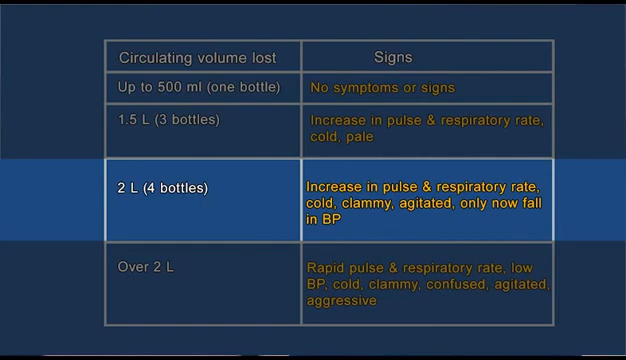 Circulating volume lost Signs
Up to 500 ml (one bottle) No symptoms or signs
1.5 L (3 bottles) Increase in pulse & respiratory rate,
cold, pale
2 L (4 bottles) Increase in pulse & respiratory rate,
cold, clammy, agitated, only now fall
in BP
Over 2 L Rapid pulse & respiratory rate, low
BP, cold, clammy, confused, agitated,
aggressive